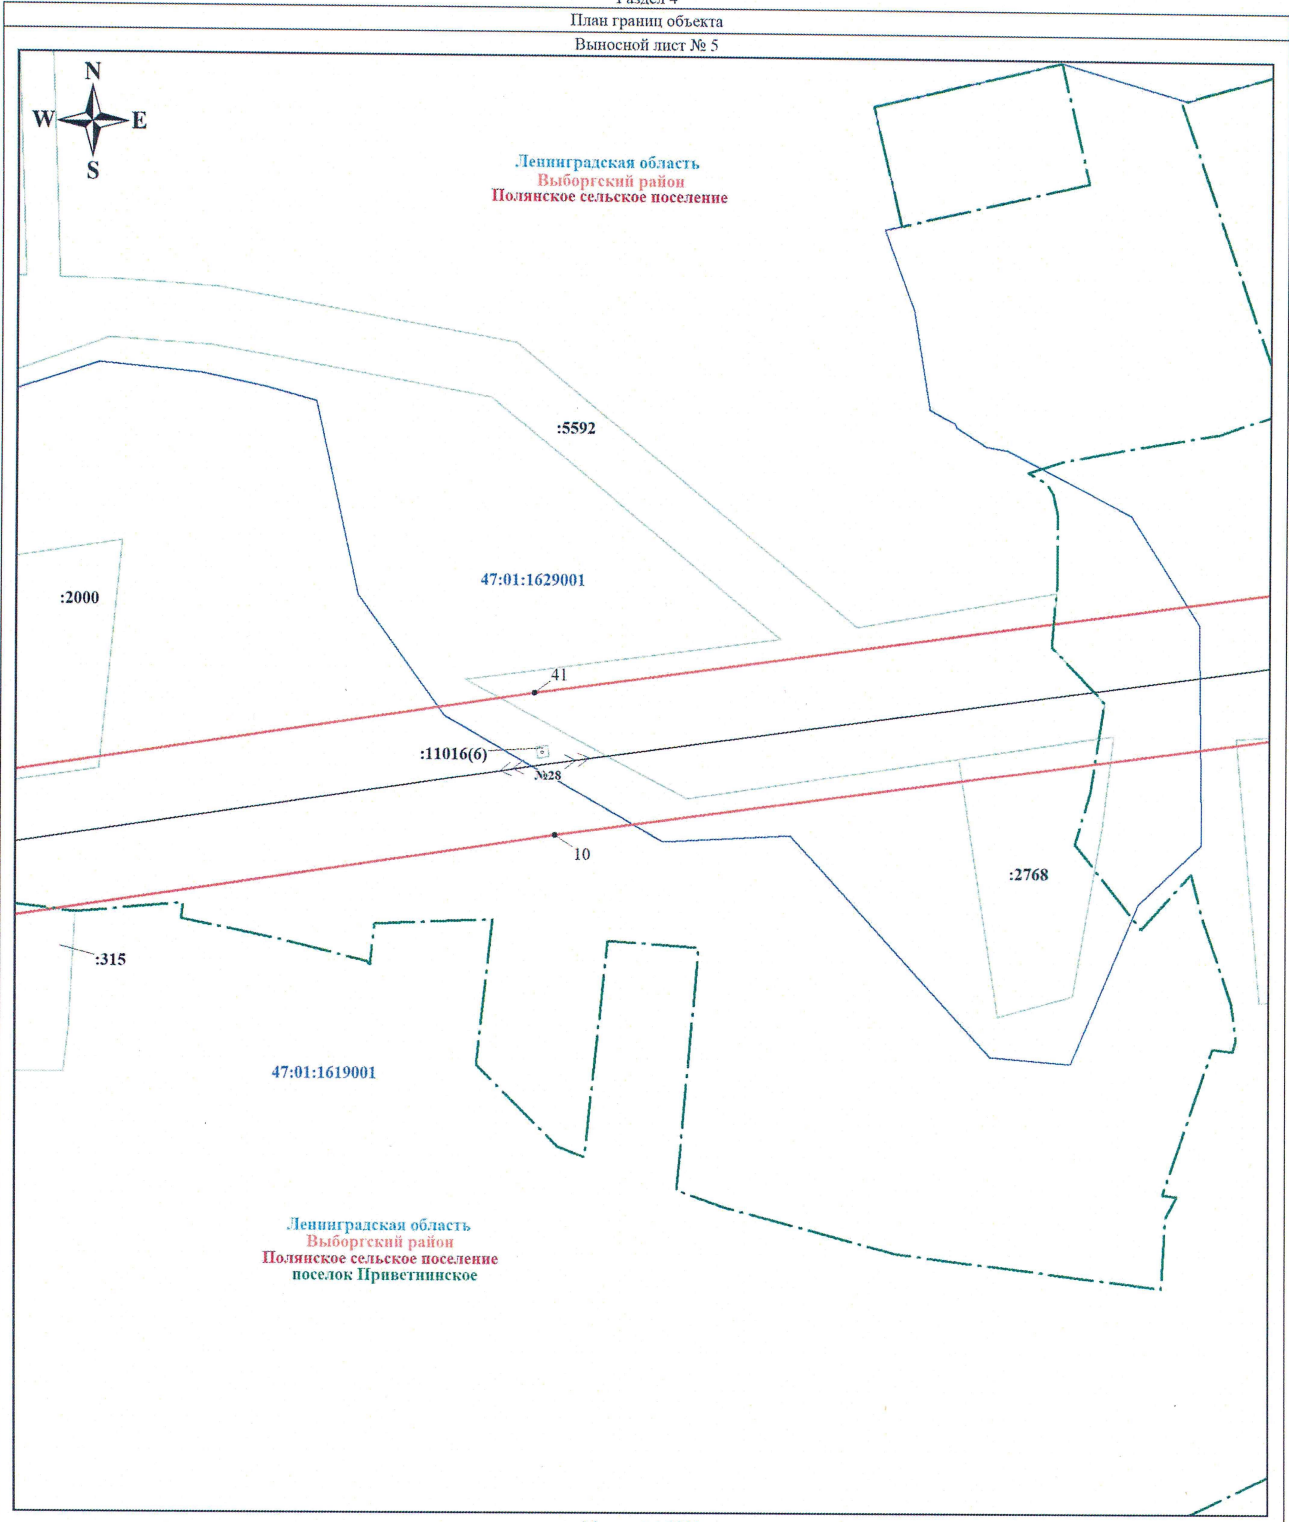 Раздел 4
План границ объекта
Выносной лист № 5
N
W E
S
Ленинградская область
Выборгский район
Полянское сельское поселение
:5592
47:01:1629001
:2000
41
:11016(6)
№28
10
:2768
:315
47:01:1619001
Ленинградская область
Выборгский район
Полянское сельское поселение
поселок Приветнинское